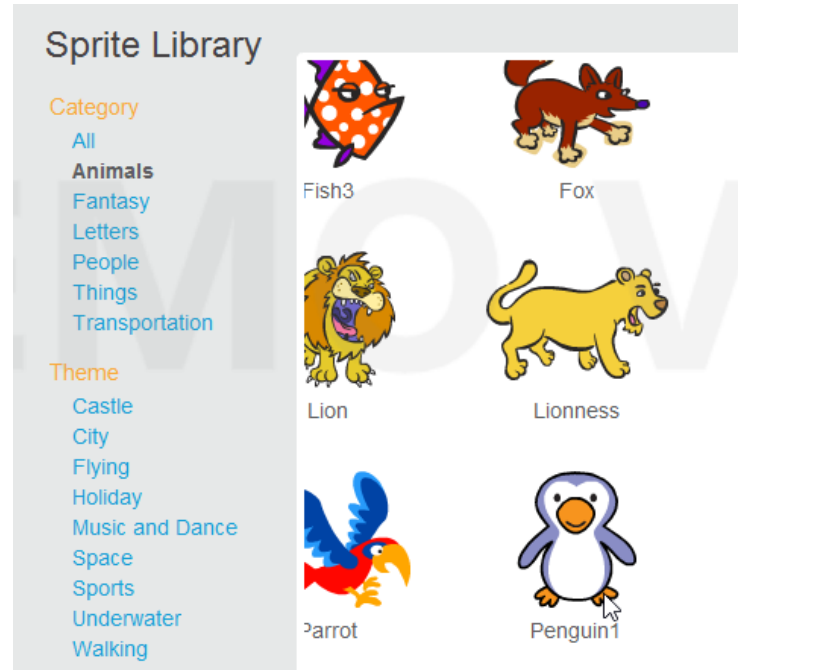 Sprite Library
Category
All
Animals
Fantasy
Letters
People
Things
Transportation
Theme
Castle
City
Flying
Holiday
Music and Dance
Space
Sports
Underwater
Walking
Fish3
Fox
Lion
Lionness
Parrot
Penguin1